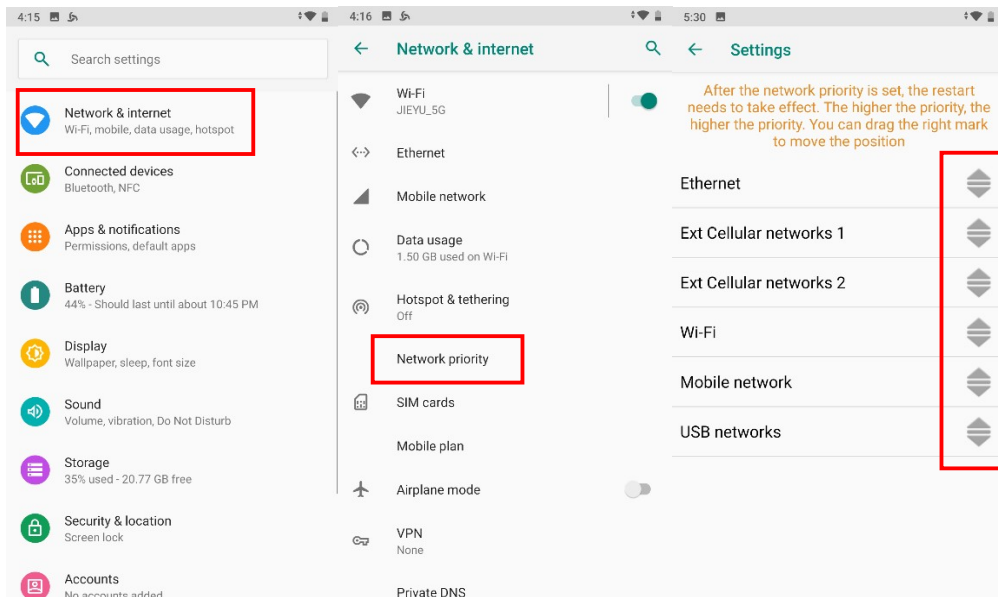 4:15
Search settings
Network & internet
Wi-Fi, mobile, data usage, hotspot
Connected devices
Bluetooth, NFC
Apps & notifications
Permissions, default apps
Battery
44% - Should last until about 10:45 PM
Display
Wallpaper, sleep, font size
Sound
Volume, vibration, Do Not Disturb
Storage
35% used - 20.77 GB free
Security & location
Screen lock
Accounts
No accounts added
4:16
Network & internet
Wi-Fi
JIEYU_5G
Ethernet
Mobile network
Data usage
1.50 GB used on Wi-Fi
Hotspot & tethering
Off
Network priority
SIM cards
Mobile plan
Airplane mode
VPN
None
Private DNS
5:30
Settings
After the network priority is set, the restart
needs to take effect. The higher the priority, the
higher the priority. You can drag the right mark
to move the position
Ethernet
Ext Cellular networks 1
Ext Cellular networks 2
Wi-Fi
Mobile network
USB networks